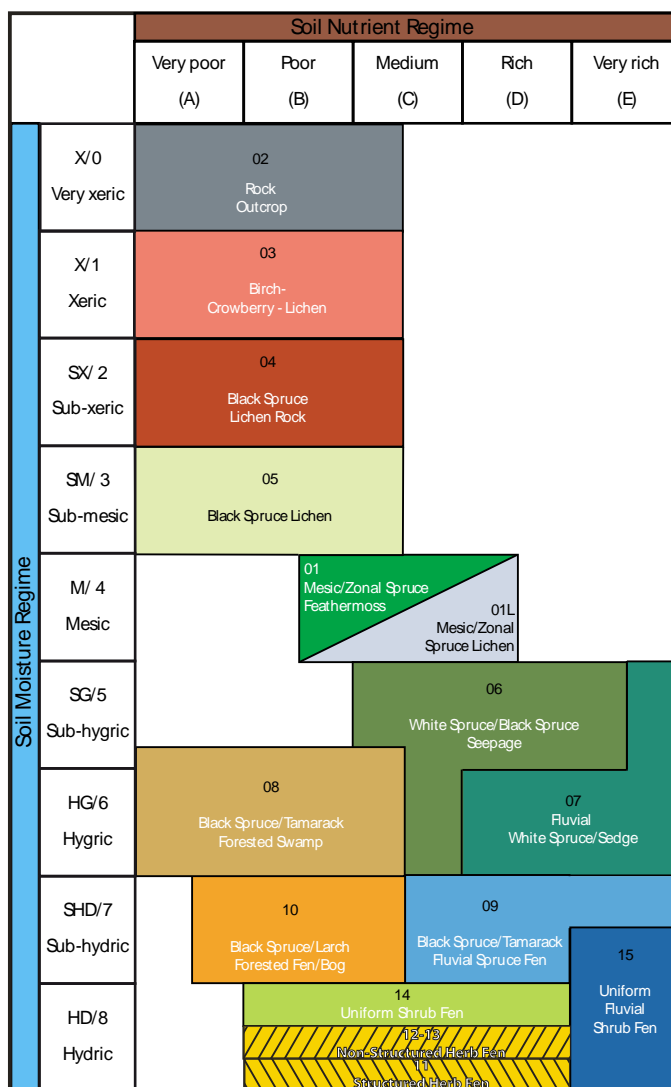 Soil Nutrient Regime
Very poor
(A)
Poor
(B)
Medium
(C)
Rich
(D)
Very rich
(E)
Soil Moisture Regime
X/0
Very xeric
02
Rock
Outcrop
X/1
Xeric
03
Birch-
Crowberry - Lichen
SX/ 2
Sub-xeric
04
Black Spruce
Lichen Rock
SM/ 3
Sub-mesic
05
Black Spruce Lichen
M/ 4
Mesic
01
Mesic/Zonal Spruce
Feathermoss
01L
Mesic/Zonal
Spruce Lichen
SG/5
Sub-hygric
06
White Spruce/Black Spruce
Seepage
HG/6
Hygric
08
Black Spruce/Tamarack
Forested Swamp
07
Fluvial
White Spruce/Sedge
SHD/7
Sub-hydric
10
Black Spruce/Larch
Forested Fen/Bog
09
Black Spruce/Tamarack
Fluvial Spruce Fen
15
Uniform
Fluvial
Shrub Fen
HD/8
Hydric
14
Uniform Shrub Fen
12-13
Non-Structured Herb Fen
11
Structured Herb Fen